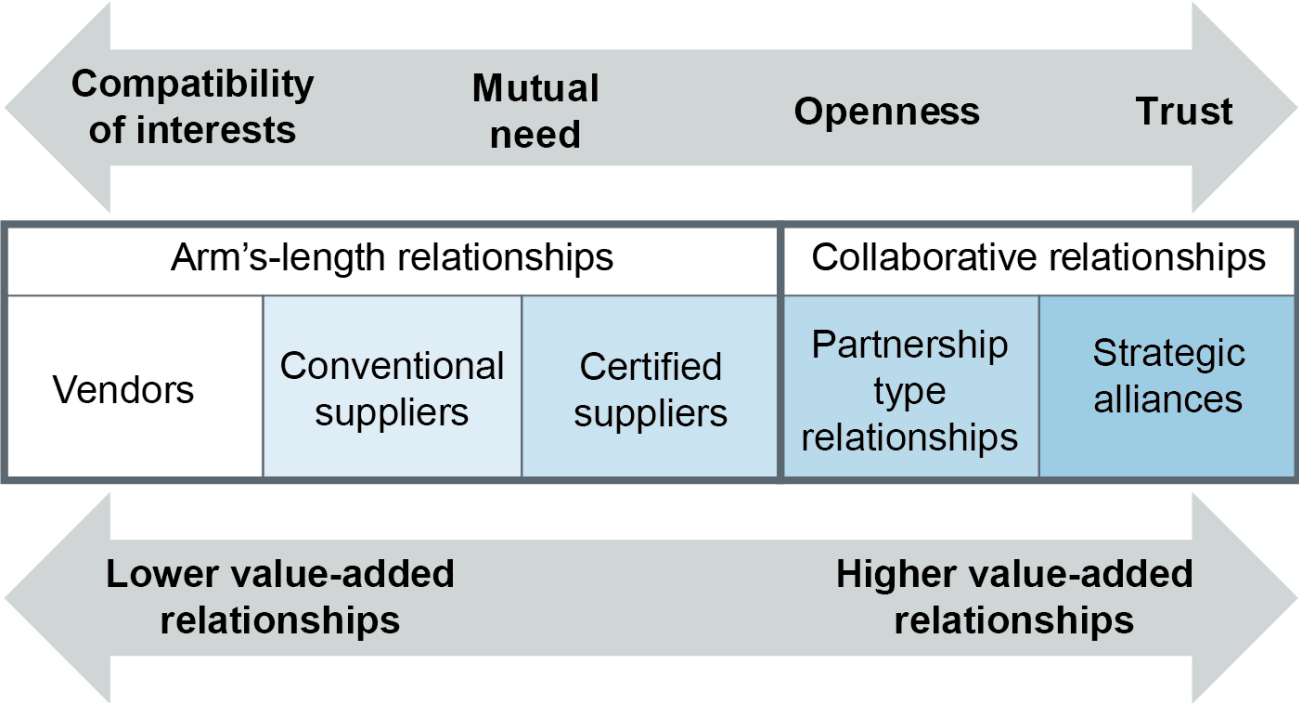 Compatibility
of interests
Mutual
need
Openness
Trust
Arm’s-length relationships
Collaborative relationships
Vendors
Conventional
suppliers
Certified
suppliers
Partnership
type
relationships
Strategic
alliances
Lower value-added
relationships
Higher value-added
relationships